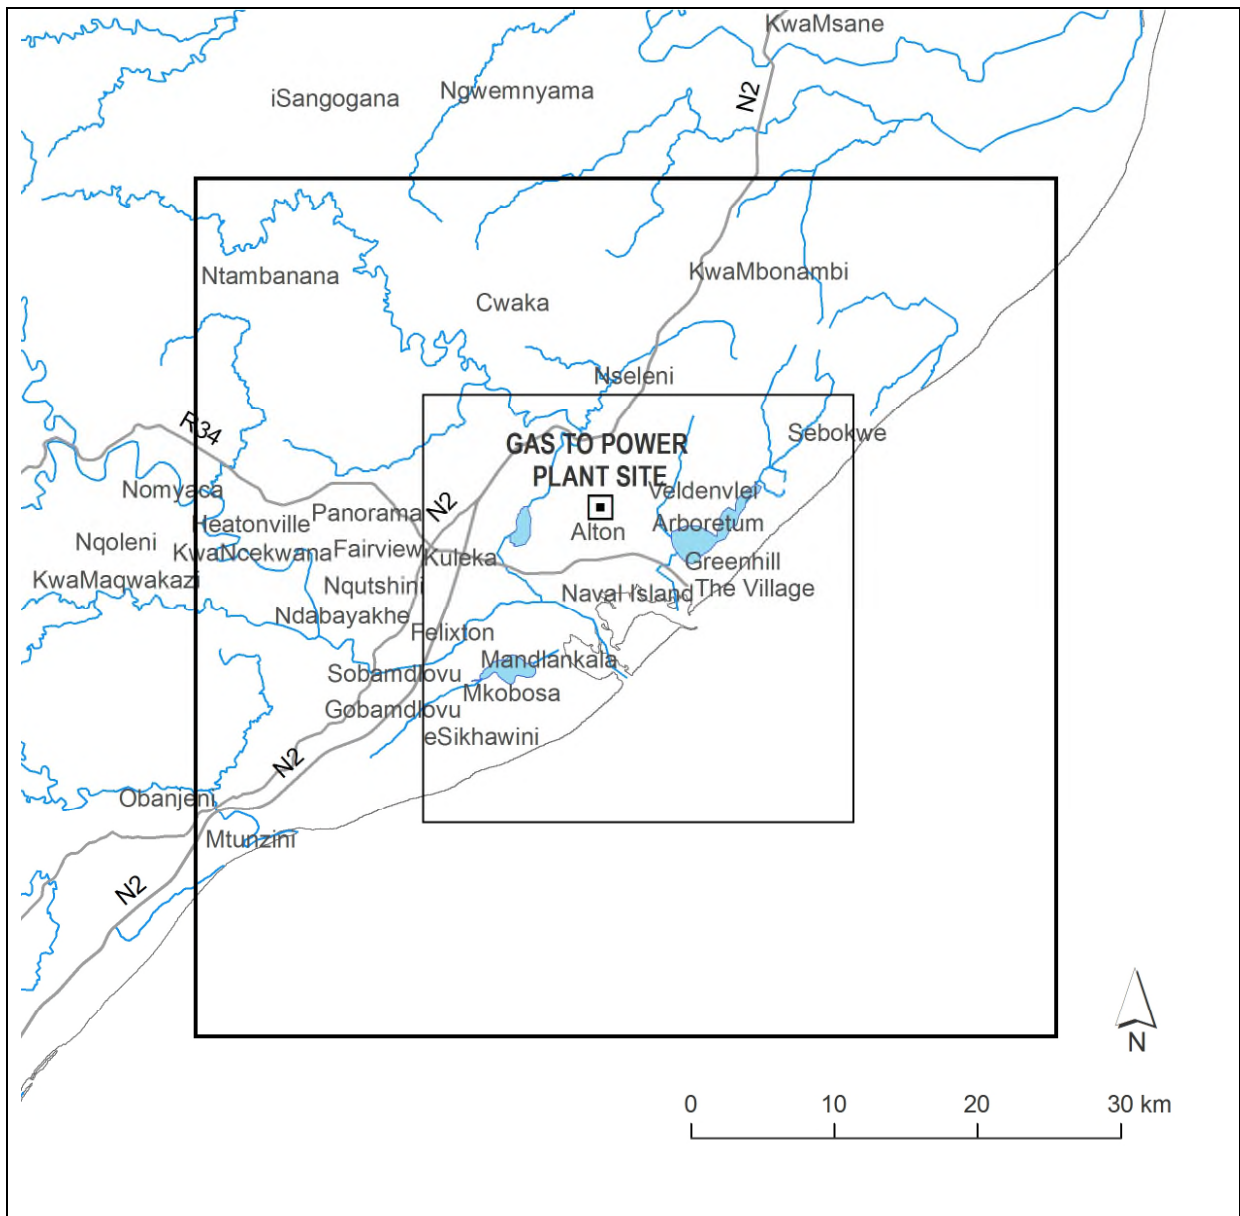 KwaMsane
iSangogana
Ngwemnyama
N2
Ntambanana
KwaMbonambi
Cwaka
Nseleni
R34
GAS TO POWER
PLANT SITE
Sebokwe
Nomyaca
Veldenvlei
N2
Panorama
Heatonville
Arboretum
Alton
Nqoleni
KwaNcekwana
Fairview
Kuleka
Greenhill
KwaMaqwakazi
Nqutshini
Naval Island
The Village
Ndabayakhe
Felixton
Mandlankala
Sobamdlovu
Mkobosa
Gobamdlovu
eSikhawini
N2
Obanjeni
Mtunzini
N2
N
0 10 20 30 km